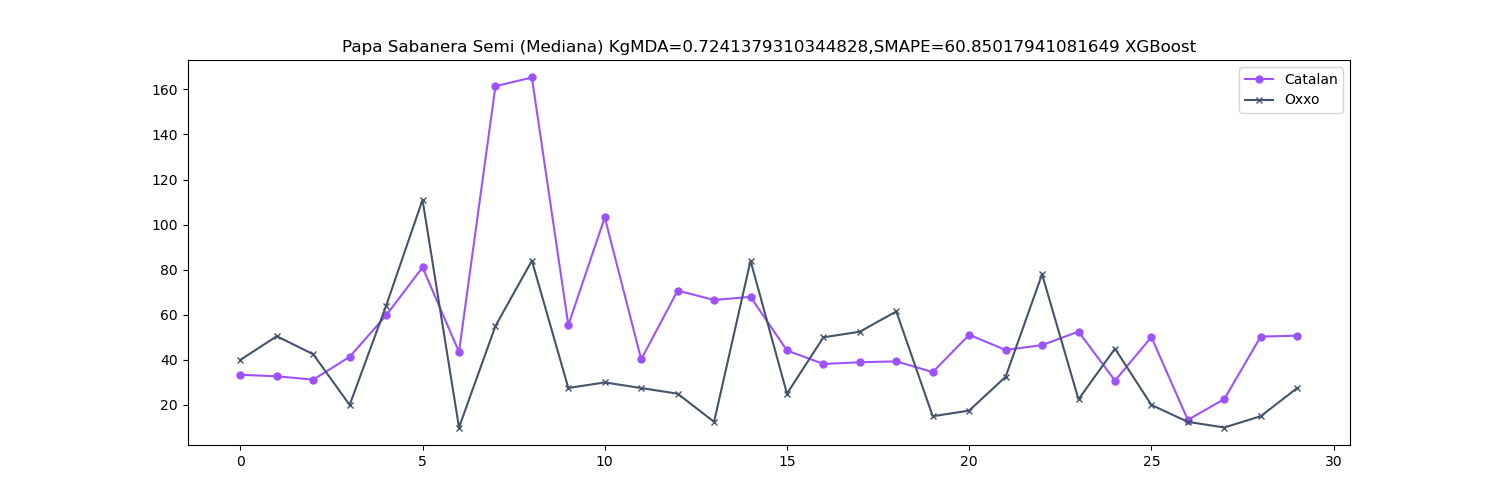 Papa Sabanera Semi (Mediana) KgMDA=0.7241379310344828,SMAPE=60.85017941081649 XGBoost
Catalan
Oxxo
160
140
120
100
80
60
40
20
0 5 10 15 20 25 30